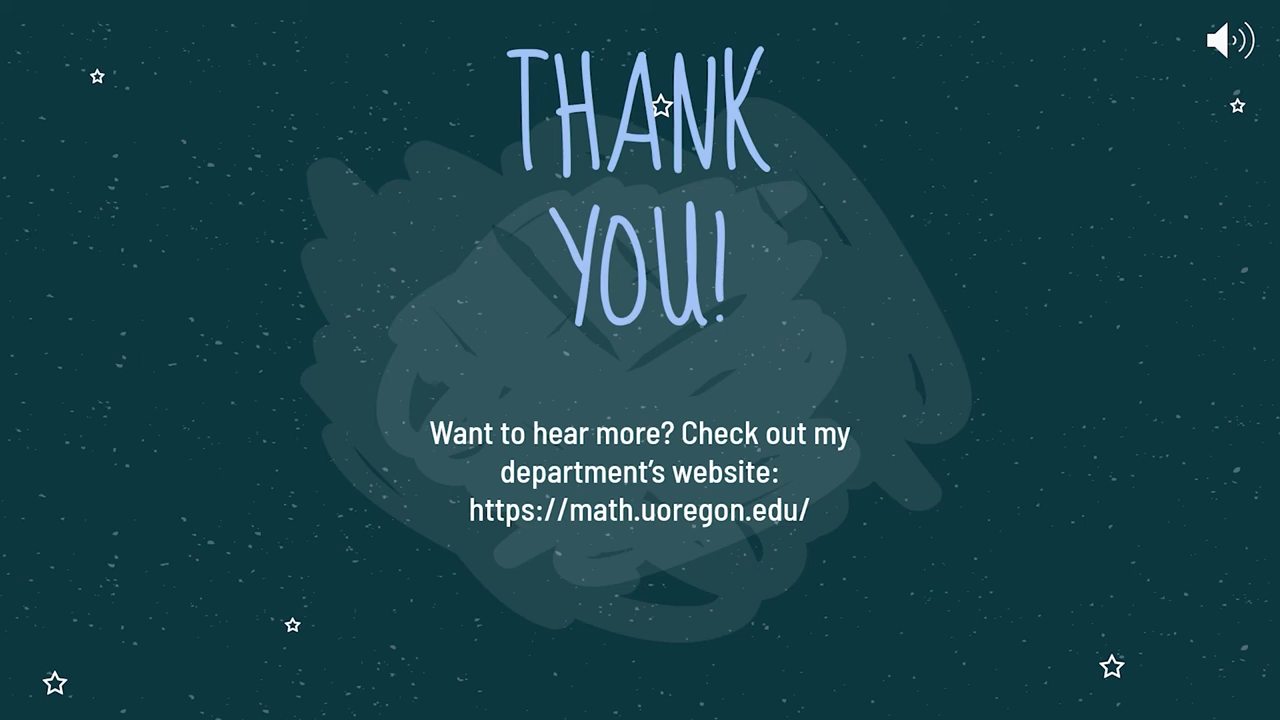 THANK
YOU!
Want to hear more? Check out my
department’s website:
https://math.uoregon.edu/